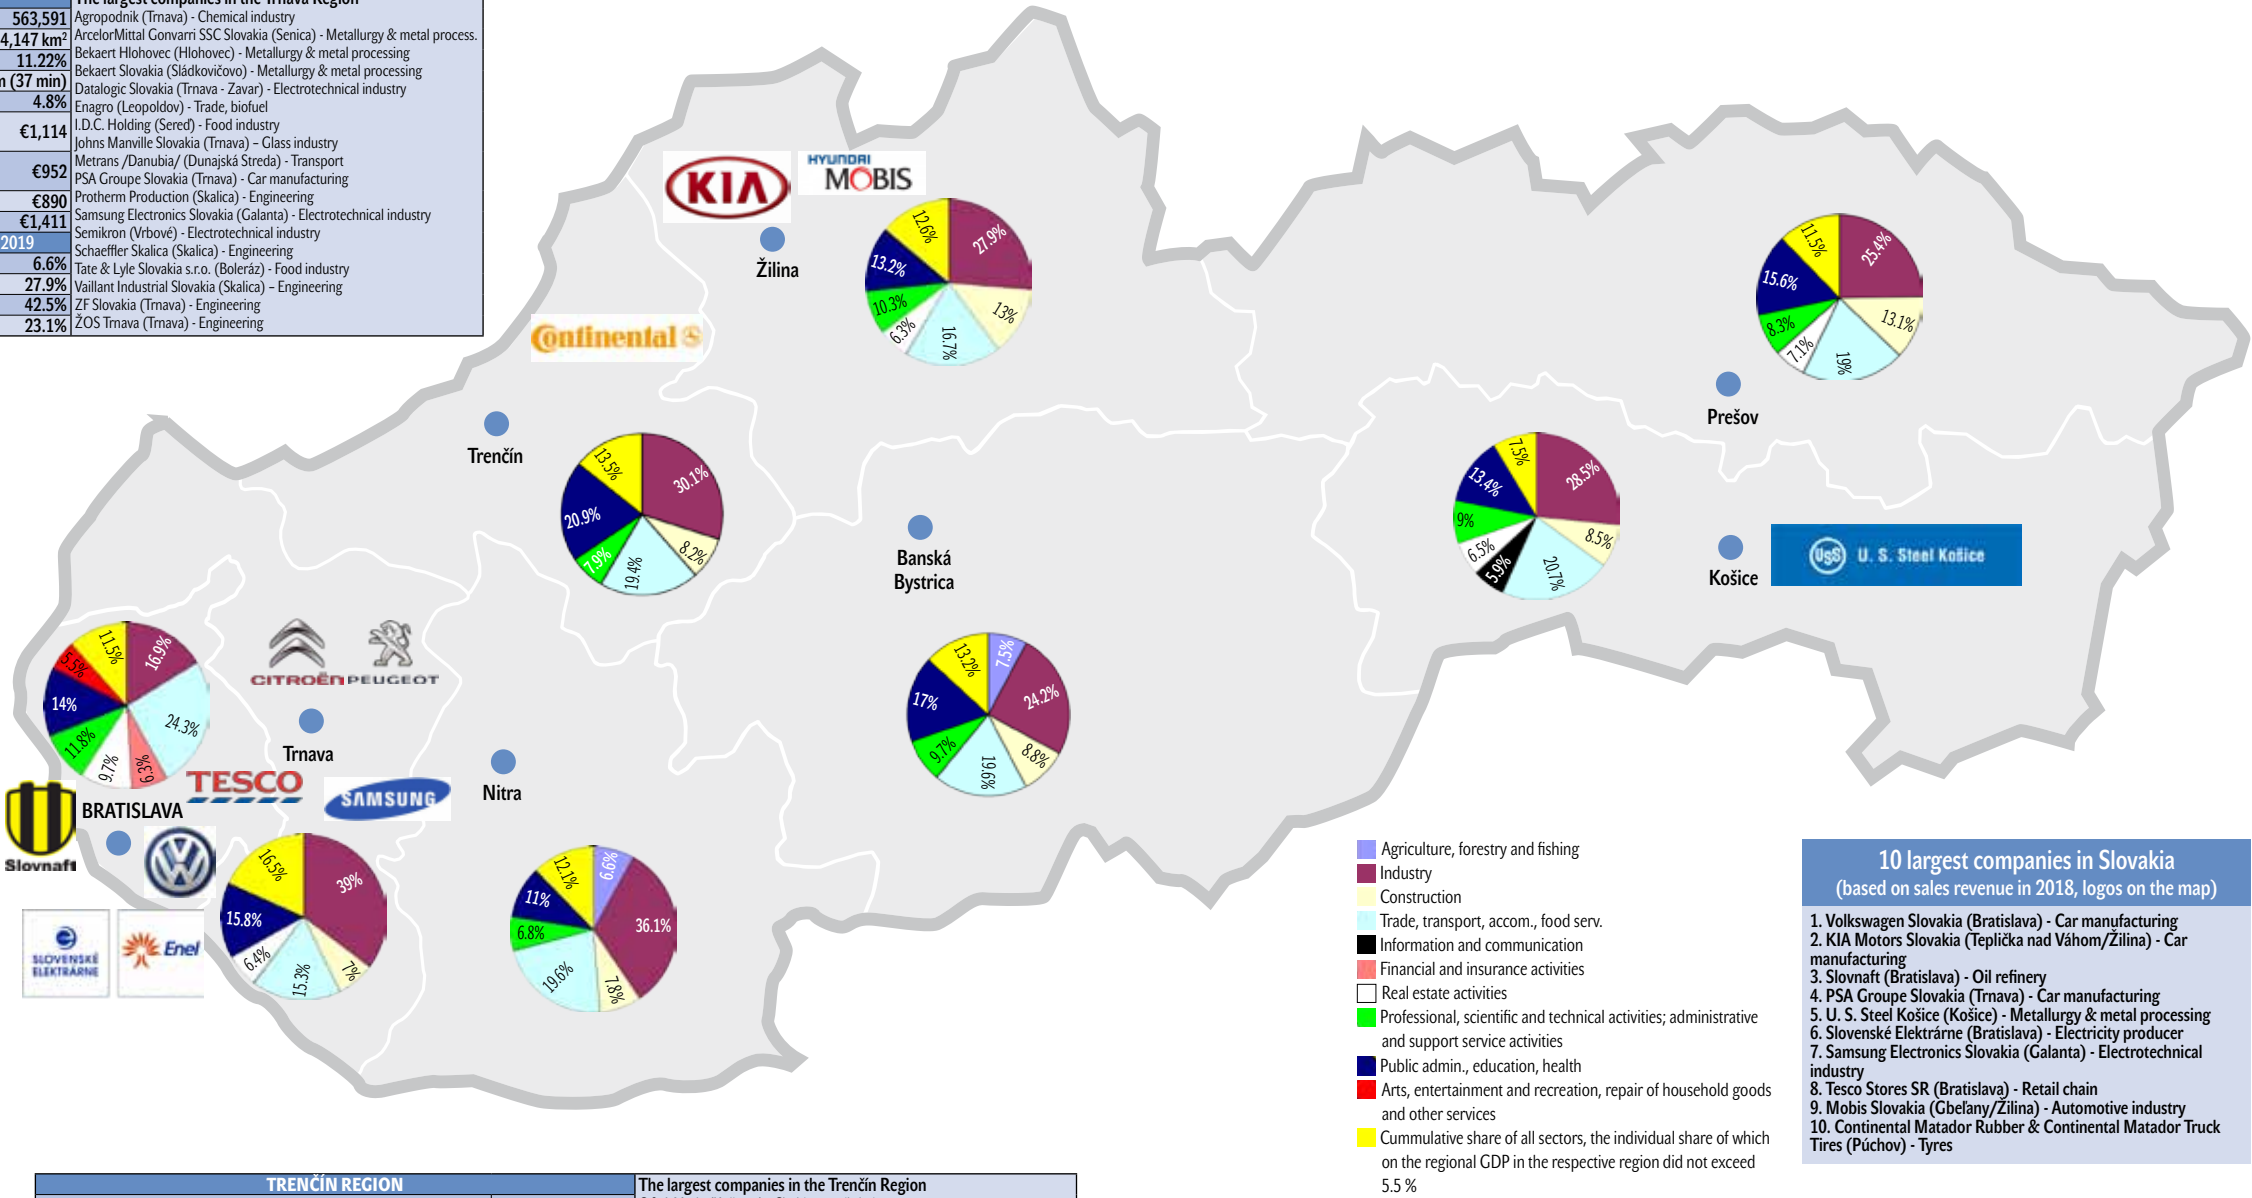 The largest companies in the Trnava Region
563,591
4,147 km²
11.22%
(37 min)
4.8%
€1,114
€952
€890
€1,411
2019
6.6%
27.9%
42.5%
23.1%
Agropodnik (Trnava) - Chemical industry
ArcelorMittal Gonvarri SSC Slovakia (Senica) - Metallurgy & metal process.
Bekaert Hlohovec (Hlohovec) - Metallurgy & metal processing
Bekaert Slovakia (Sládkovičovo) - Metallurgy & metal processing
Datalogic Slovakia (Trnava - Zavar) - Electrotechnical industry
Enagro (Leopoldov) - Trade, biofuel
I.D.C. Holding (Sereď) - Food industry
Johns Manville Slovakia (Trnava) – Glass industry
Metrans /Danubia/ (Dunajská Streda) - Transport
PSA Groupe Slovakia (Trnava) - Car manufacturing
Protherm Production (Skalica) - Engineering
Samsung Electronics Slovakia (Galanta) - Electrotechnical industry
Semikron (Vrbové) - Electrotechnical industry
Schaeffler Skalica (Skalica) - Engineering
Tate & Lyle Slovakia s.r.o. (Boleráz) - Food industry
Vaillant Industrial Slovakia (Skalica) – Engineering
ZF Slovakia (Trnava) - Engineering
ŽOS Trnava (Trnava) - Engineering
KIA
HYUNDAI
MOBIS
Žilina
12.6%
27.9%
13.2%
10.3%
6.3%
16.7%
13%
Continental
Trenčín
13.5%
30.1%
20.9%
7.9%
19.4%
8.2%
11.5%
25.4%
15.6%
8.3%
7.1%
19%
13.1%
Prešov
7.5%
28.5%
13.4%
9%
6.5%
5.9%
20.7%
8.5%
Košice
USS U. S. Steel Košice
Banská
Bystrica
13.2%
7.5%
24.2%
17%
9.7%
19.6%
8.8%
11.5%
16.9%
5.5%
14%
24.3%
11.8%
9.7%
6.3%
CITROËN
PEUGEOT
Trnava
TESCO
SAMSUNG
Nitra
BRATISLAVA
Slovnaft
SLOVENSKÉ
ELEKTRÁRNE
Enel
16.5%
39%
15.8%
6.4%
15.3%
7%
12.1%
6.6%
11%
36.1%
6.8%
19.6%
7.8%
Agriculture, forestry and fishing
Industry
Construction
Trade, transport, accom., food serv.
Information and communication
Financial and insurance activities
Real estate activities
Professional, scientific and technical activities; administrative
and support service activities
Public admin., education, health
Arts, entertainment and recreation, repair of household goods
and other services
Cummulative share of all sectors, the individual share of which
on the regional GDP in the respective region did not exceed
5.5 %
10 largest companies in Slovakia
(based on sales revenue in 2018, logos on the map)
1. Volkswagen Slovakia (Bratislava) - Car manufacturing
2. KIA Motors Slovakia (Teplička nad Váhom/Žilina) - Car
manufacturing
3. Slovnaft (Bratislava) - Oil refinery
4. PSA Groupe Slovakia (Trnava) - Car manufacturing
5. U. S. Steel Košice (Košice) - Metallurgy & metal processing
6. Slovenské Elektrárne (Bratislava) - Electricity producer
7. Samsung Electronics Slovakia (Galanta) - Electrotechnical
industry
8. Tesco Stores SR (Bratislava) - Retail chain
9. Mobis Slovakia (Gbeľany/Žilina) - Automotive industry
10. Continental Matador Rubber & Continental Matador Truck
Tires (Púchov) - Tyres
TRENČÍN REGION
The largest companies in the Trenčín Region